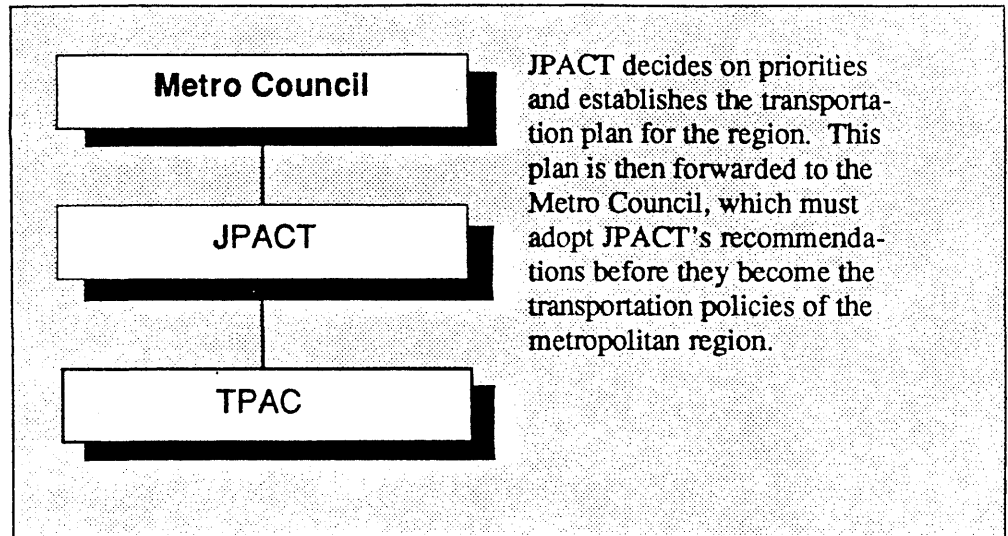 Metro Council
JPACT
TPAC
JPACT decides on priorities
and establishes the transporta-
tion plan for the region. This
plan is then forwarded to the
Metro Council, which must
adopt JPACT's recommenda-
tions before they become the
transportation policies of the
metropolitan region.